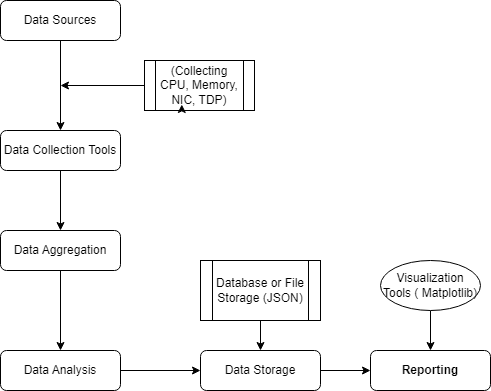 Data Sources
(Collecting
CPU, Memory,
NIC, TDP)
Data Collection Tools
Data Aggregation
Database or File
Storage (JSON)
Visualization
Tools ( Matplotlib)
Data Analysis
Data Storage
Reporting